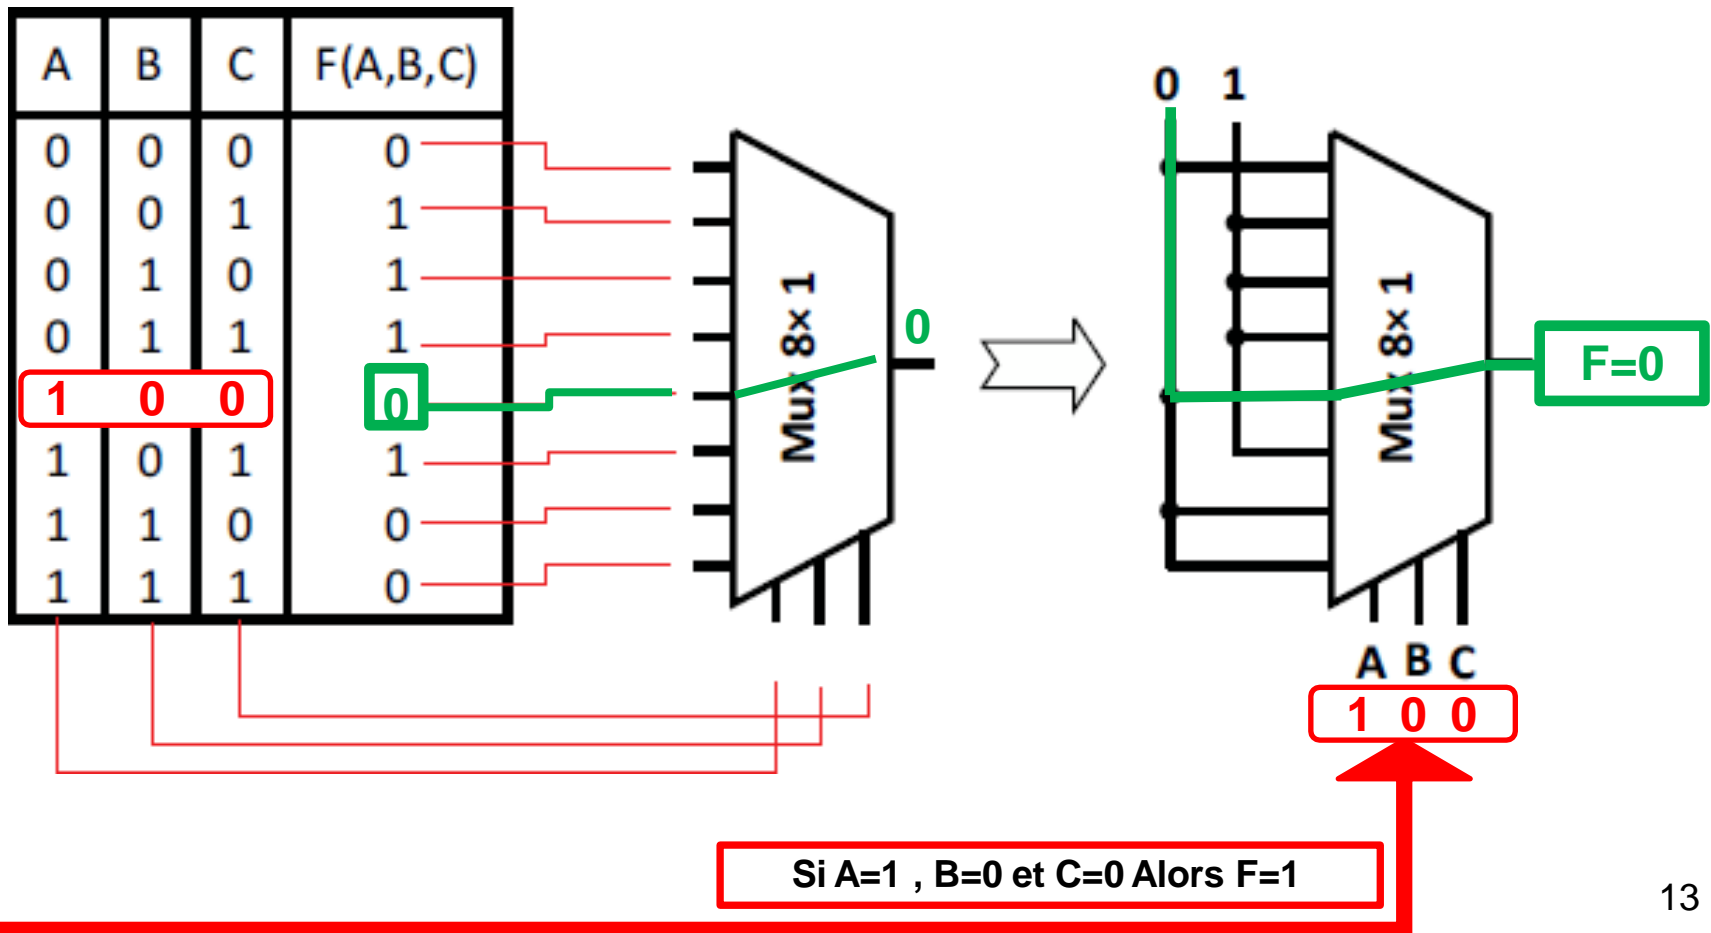 A B C F(A,B,C)
0 0 0 0
0 0 1 1
0 1 0 1
0 1 1 1
1 0 0 0
1 0 1 1
1 1 0 0
1 1 1 0
Mux 8× 1
0
0 1
Mux 8× 1
F=0
A B C
1 0 0
Si A=1 , B=0 et C=0 Alors F=1
13